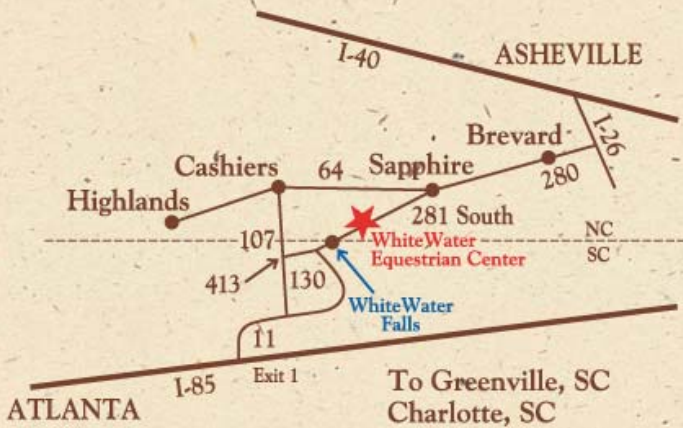 I-40
ASHEVILLE
I-26
Brevard
280
Cashiers
64
Sapphire
Highlands
281 South
107
WhiteWater
Equestrian Center
NC
SC
413
130
WhiteWater
Falls
11
I-85
Exit 1
ATLANTA
To Greenville, SC
Charlotte, SC